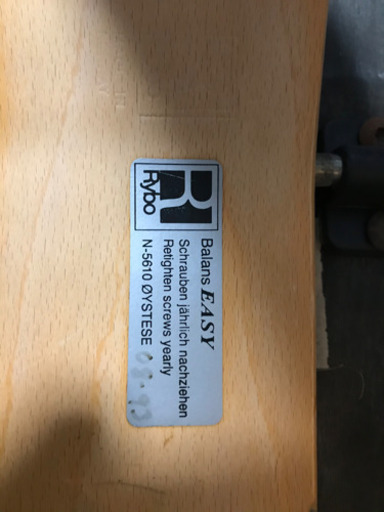 Rybo
Balans EASY
Schrauben jährlich nachziehen
Retighten screws yearly
N-5610 ØYSTESE